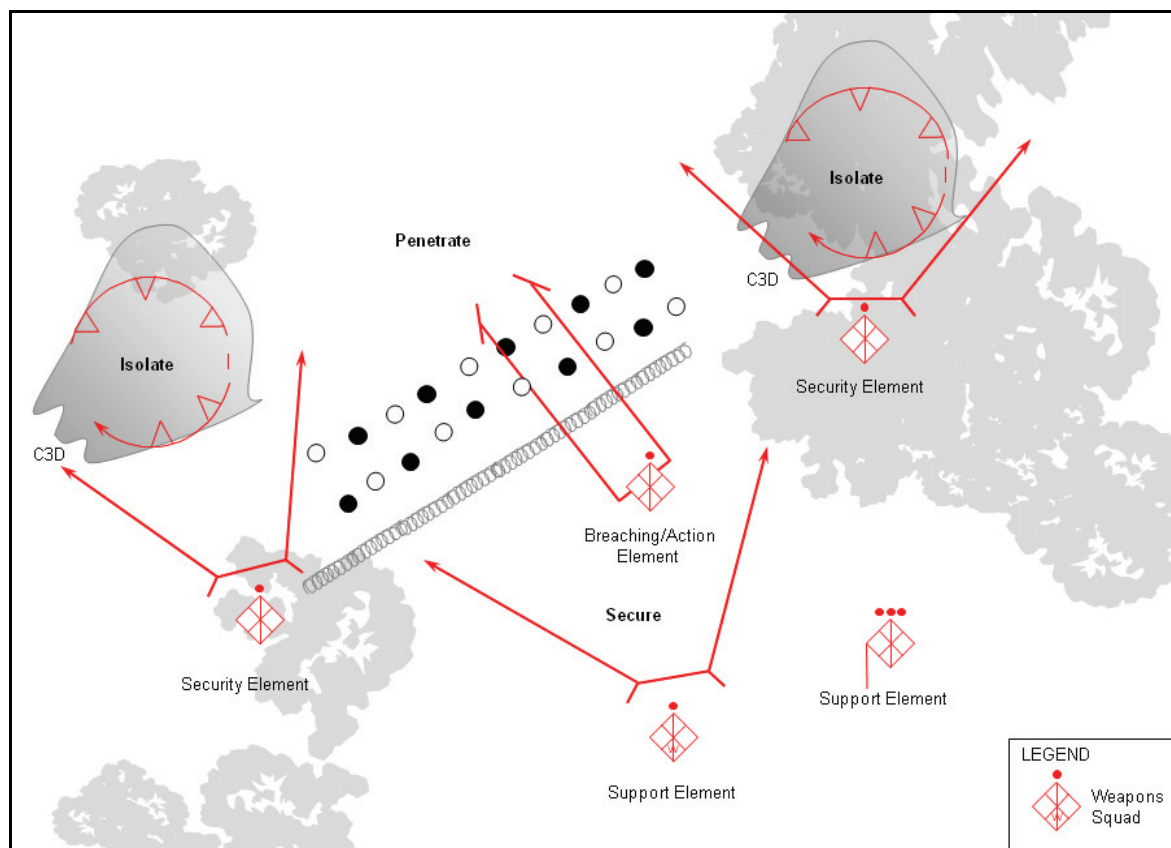 Isolate
Penetrate
C3D
Isolate
Security Element
C3D
Breaching/Action
Element
Secure
Security Element
Support Element
W
Support Element
LEGEND
W
Weapons
Squad